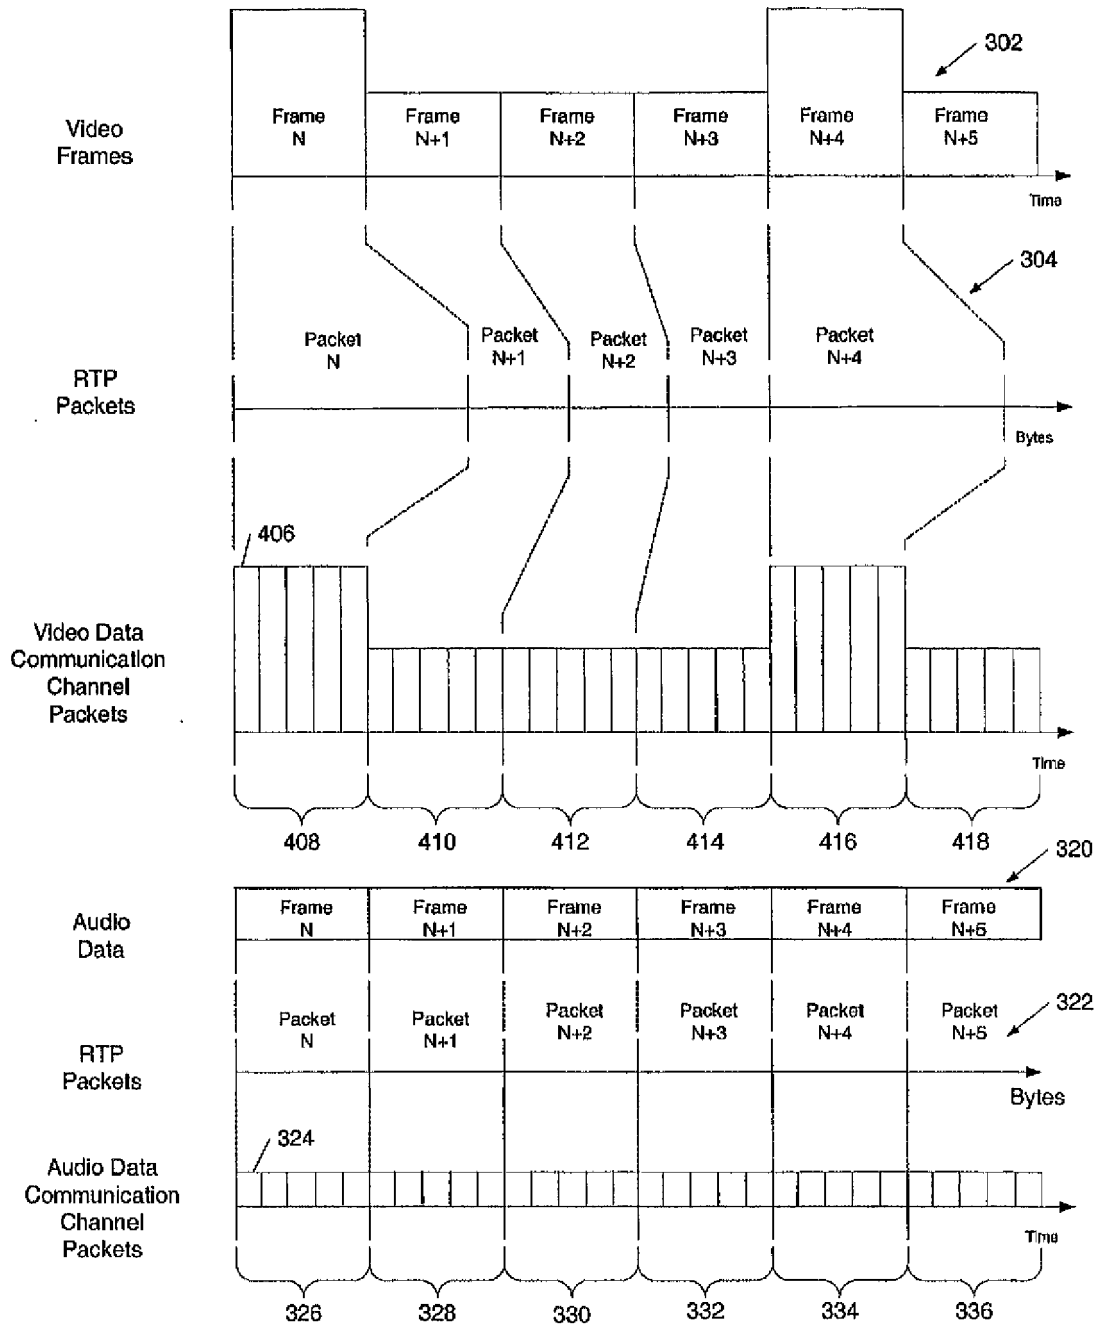 302
Video
Frames
Frame
N
Frame
N+1
Frame
N+2
Frame
N+3
Frame
N+4
Frame
N+5
Time
304
RTP
Packets
Packet
N
Packet
N+1
Packet
N+2
Packet
N+3
Packet
N+4
Bytes
406
Video Data
Communication
Channel
Packets
Time
408
410
412
414
416
418
320
Audio
Data
Frame
N
Frame
N+1
Frame
N+2
Frame
N+3
Frame
N+4
Frame
N+5
322
RTP
Packets
Packet
N
Packet
N+1
Packet
N+2
Packet
N+3
Packet
N+4
Packet
N+5
Bytes
324
Audio Data
Communication
Channel
Packets
Time
326
328
330
332
334
336